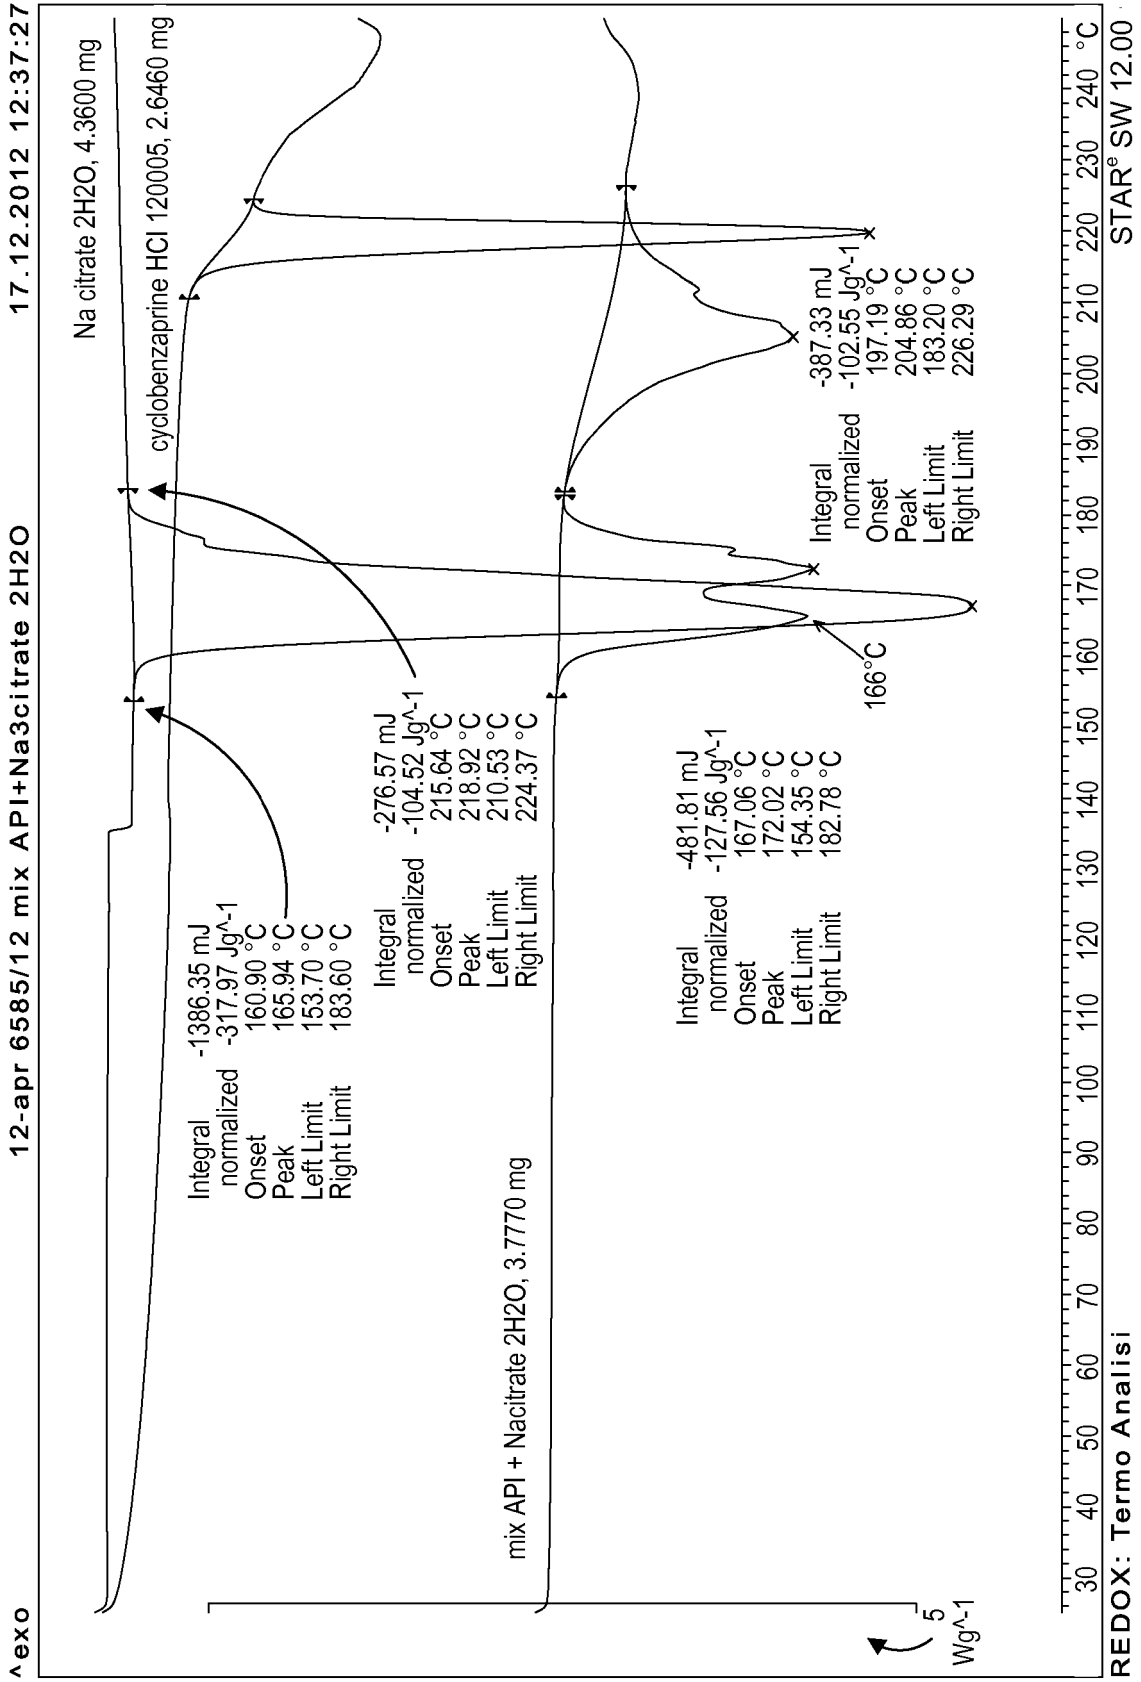 ^exo
12-apr 6585/12 mix API+Na3citrate 2H2O
17.12.2012 12:37:27
Na citrate 2H2O, 4.3600 mg
cyclobenzaprine HCl 120005, 2.6460 mg
Integral -1386.35 mJ
normalized -317.97 Jg^-1
Onset 160.90 °C
Peak 165.94 °C
Left Limit 153.70 °C
Right Limit 183.60 °C
Integral -276.57 mJ
normalized -104.52 Jg^-1
Onset 215.64 °C
Peak 218.92 °C
Left Limit 210.53 °C
Right Limit 224.37 °C
mix API + Nacitrate 2H2O, 3.7770 mg
Integral -481.81 mJ
normalized -127.56 Jg^-1
Onset 167.06 °C
Peak 172.02 °C
Left Limit 154.35 °C
Right Limit 182.78 °C
166°C
Integral -387.33 mJ
normalized -102.55 Jg^-1
Onset 197.19 °C
Peak 204.86 °C
Left Limit 183.20 °C
Right Limit 226.29 °C
5
Wg^-1
30 40 50 60 70 80 90 100 110 120 130 140 150 160 170 180 190 200 210 220 230 240 °C
REDOX: Termo Analisi
STARe SW 12.00